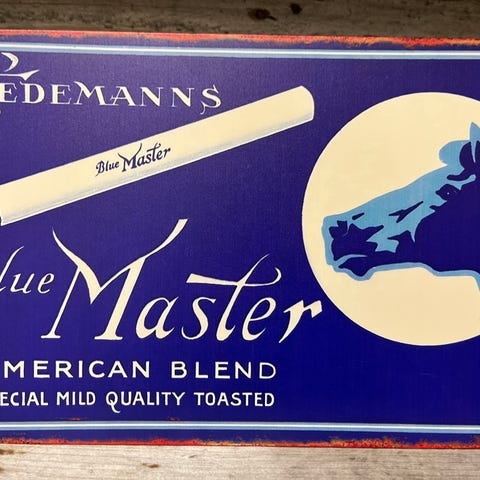 EDEMANNS
Blue Master
lue Master
MERICAN BLEND
ECIAL MILD QUALITY TOASTED